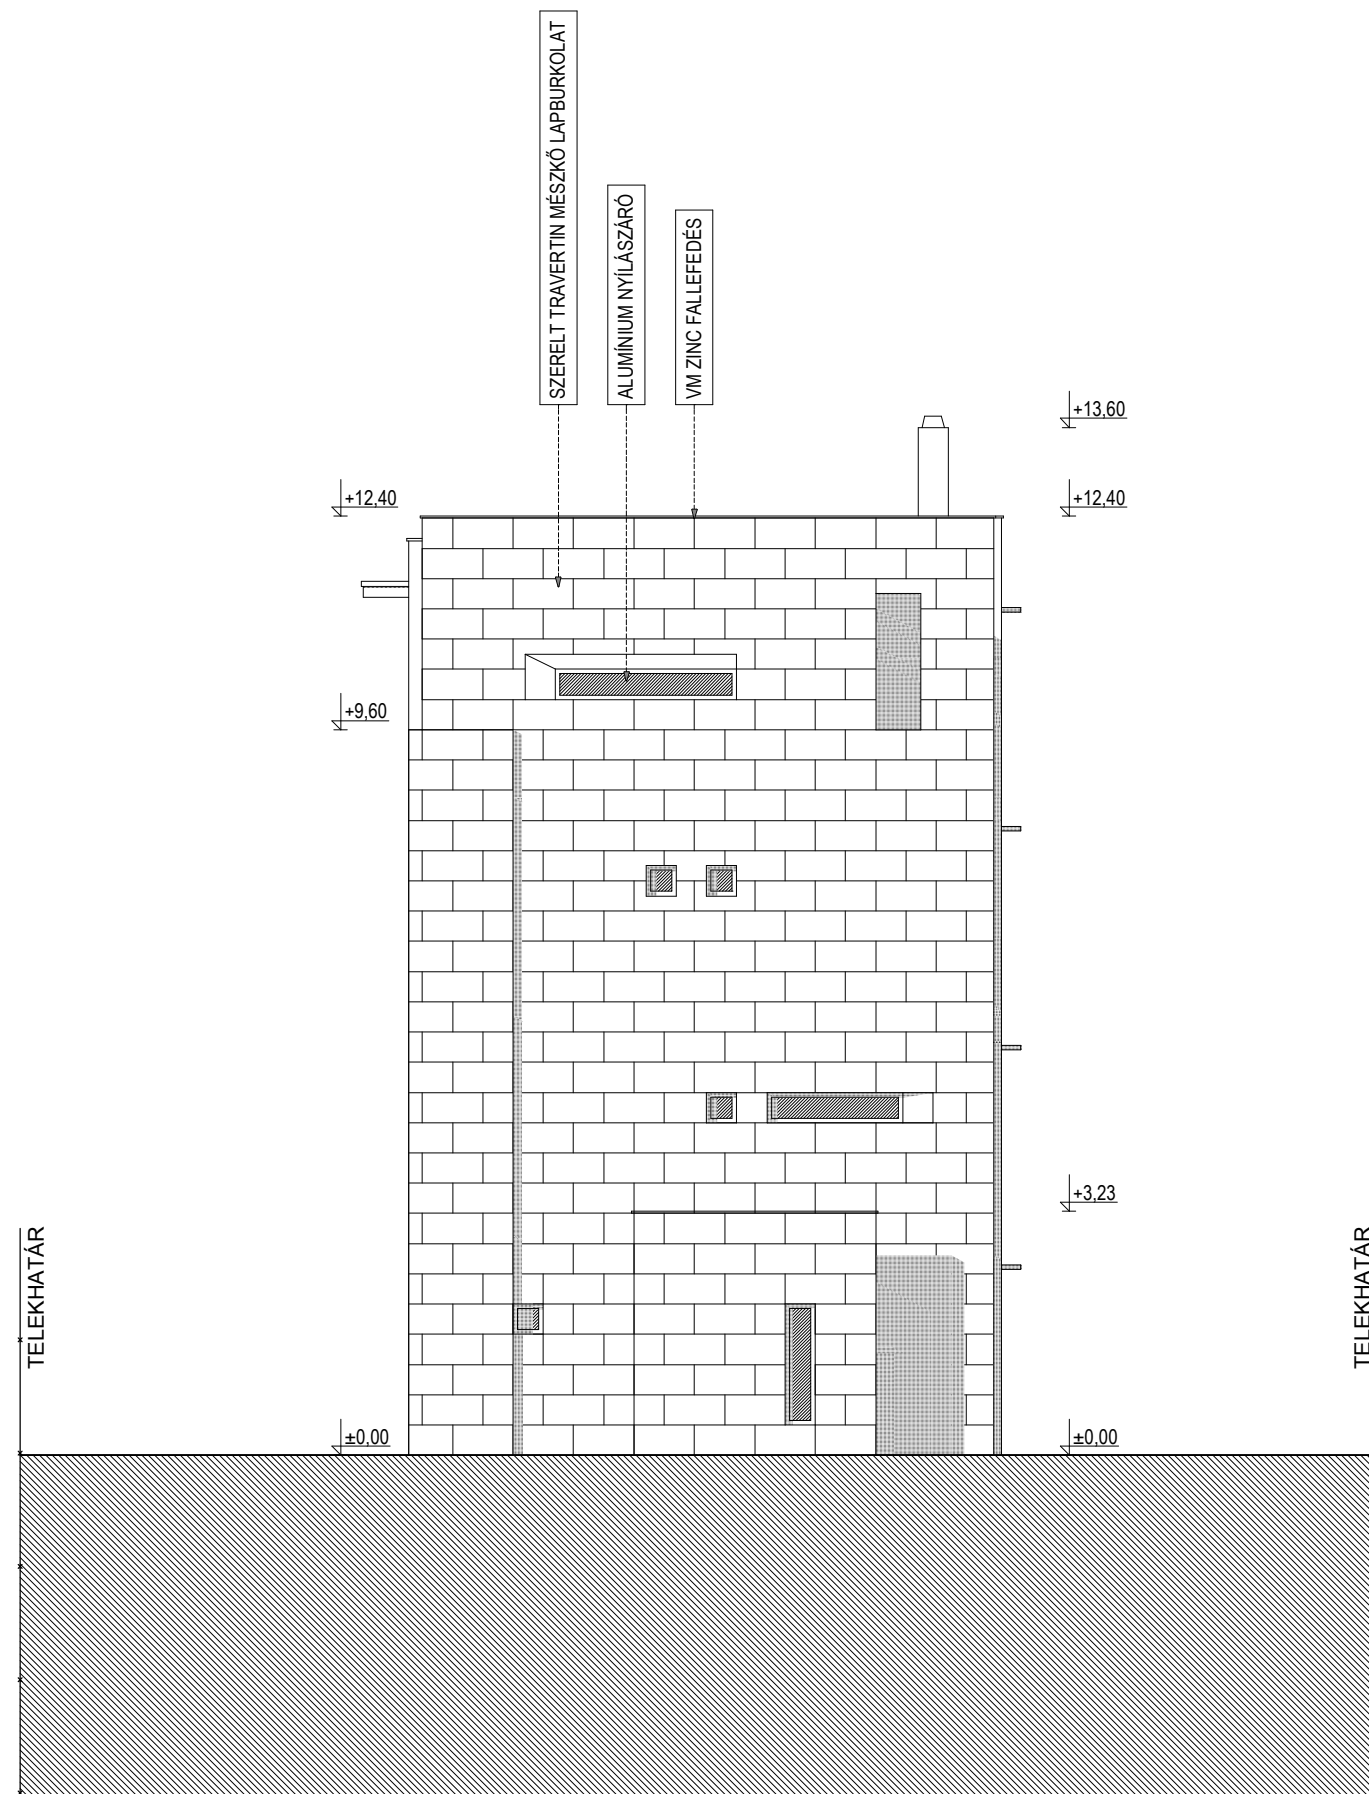 SZERELT TRAVERTIN MÉSZKŐ LAPBURKOLAT
ALUMÍNIUM NYÍLÁSZÁRÓ
VM ZINC FALLEFEDÉS
+13,60
+12,40
+12,40
+9,60
+3,23
TELEKHATÁR
TELEKHATÁR
±0,00
±0,00